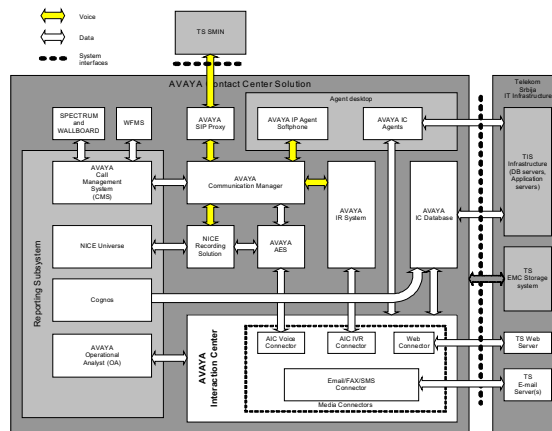 Voice
Data
System
interfaces
TS SMIN
AVAYA Contact Center Solution
Telekom
Srbija
IT Infrastructure
Agent desktop
SPECTRUM
and
WALLBOARD
WFMS
AVAYA
SIP Proxy
AVAYA IP Agent
Softphone
AVAYA IC
Agents
TIS
Infrastructure
(DB servers,
Application
servers)
AVAYA
Call
Management
System
(CMS)
AVAYA
Communication Manager
AVAYA
IR System
AVAYA
IC Database
Reporting Subsystem
NICE Universe
NICE
Recording
Solution
AVAYA
AES
Cognos
TS
EMC Storage
system
AVAYA
Operational
Analyst (OA)
AVAYA
Interaction Center
AIC Voice
Connector
AIC IVR
Connector
Web
Connector
TS Web
Server
Email/FAX/SMS
Connector
Media Connectors
TS
E-mail
Server(s)